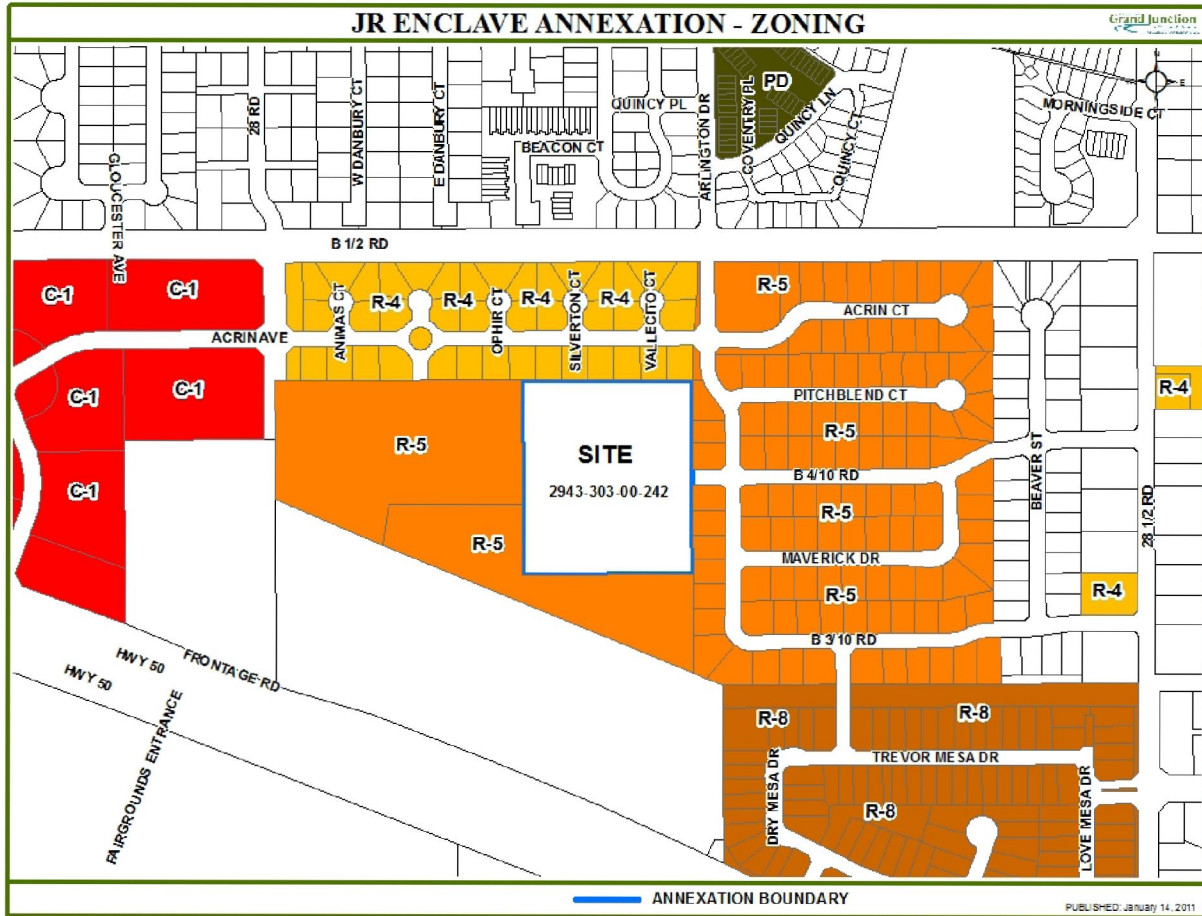 JR ENCLAVE ANNEXATION - ZONING
Grand Junction
PD
COVENTRY PL
QUINCY LN
QUINCY CT
QUINCY PL
ARLINGTON DR
MORNINGSIDE CT
28 RD
W DANBURY CT
E DANBURY CT
BEACON CT
GLOUCESTER AVE
B 1/2 RD
C-1
C-1
R-4
R-4
R-4
R-4
R-5
ANIMAS CT
OPHIR CT
SILVERTON CT
VALLECITO CT
ACRIN AVE
ACRIN CT
C-1
C-1
PITCHBLEND CT
R-4
R-5
R-5
SITE
2943-303-00-242
B 4/10 RD
BEAVER ST
28 1/2 RD
C-1
R-5
R-5
MAVERICK DR
R-5
R-4
B 3/10 RD
HWY 50
FRONTAGE RD
HWY 50
FAIRGROUNDS ENTRANCE
R-8
R-8
TREVOR MESA DR
DRY MESA DR
R-8
LOVE MESA DR
ANNEXATION BOUNDARY
PUBLISHED: January 14, 2011